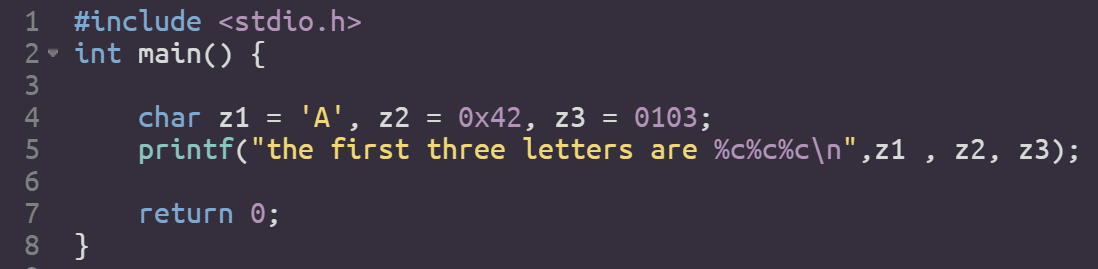 1 #include <stdio.h>
2 int main() {
3
4     char z1 = 'A', z2 = 0x42, z3 = 0103;
5     printf("the first three letters are %c%c%c\n",z1 , z2, z3);
6
7     return 0;
8 }